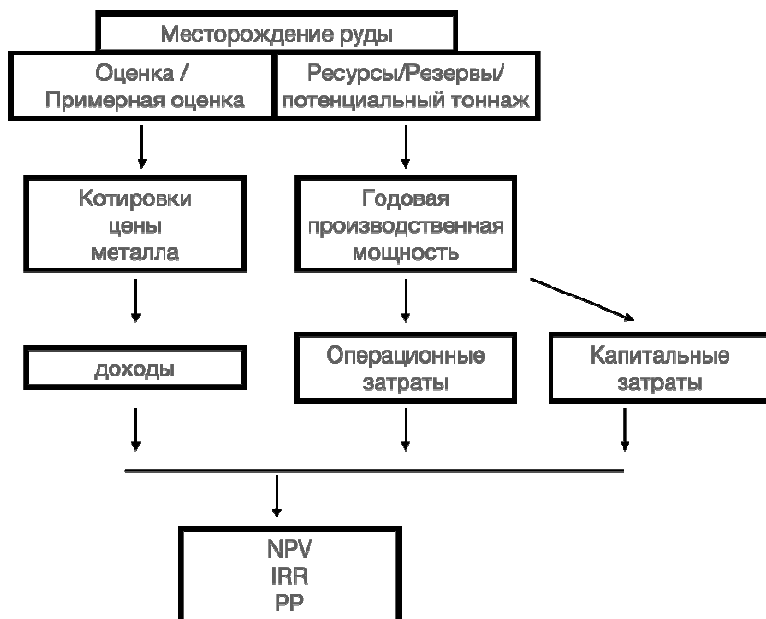 Месторождение руды
Оценка /
Примерная оценка
Ресурсы/Резервы/
потенциальный тоннаж
Котировки
цены
металла
Годовая
производственная
мощность
доходы
Операционные
затраты
Капитальные
затраты
NPV
IRR
PP